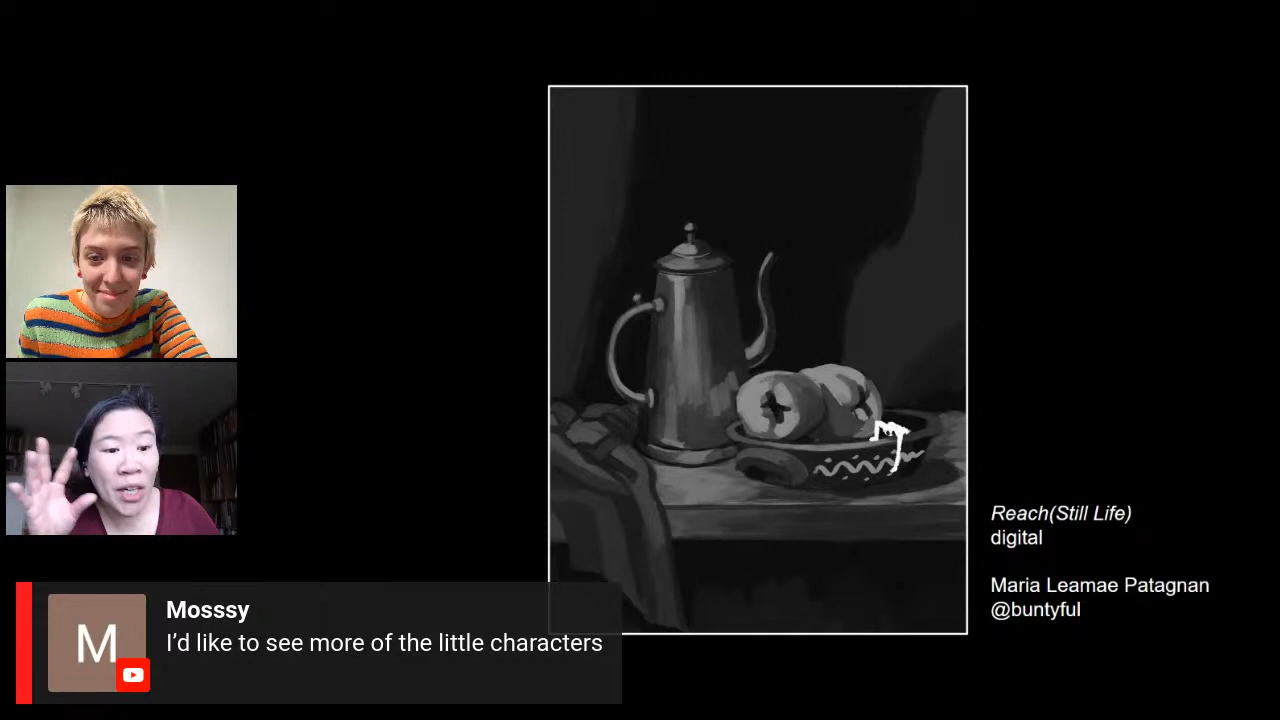 Reach(Still Life)
digital
Maria Leamae Patagnan
@buntyful
M
Mosssy
I’d like to see more of the little characters